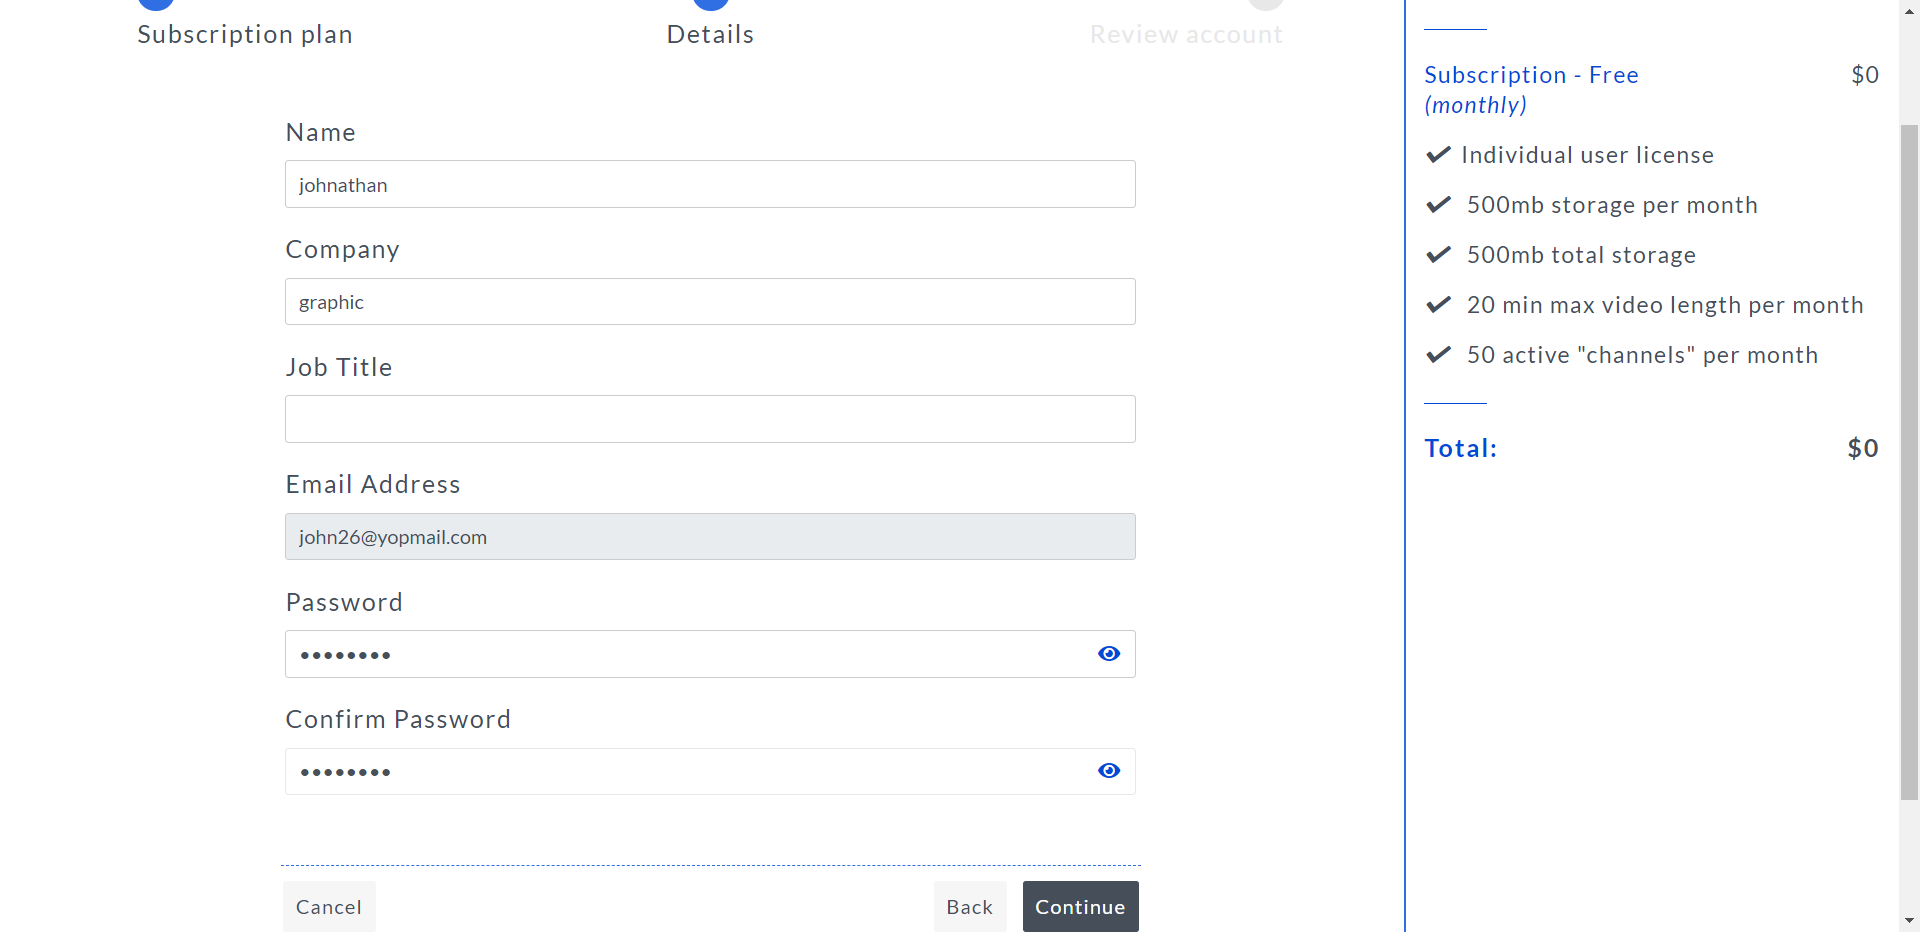 Subscription plan
Details
Review account
Name
johnathan
Company
graphic
Job Title
Email Address
john26@yopmail.com
Password
••••••••
Confirm Password
••••••••
Cancel
Back
Continue
Subscription - Free $0
(monthly)
Individual user license
500mb storage per month
500mb total storage
20 min max video length per month
50 active "channels" per month
Total: $0